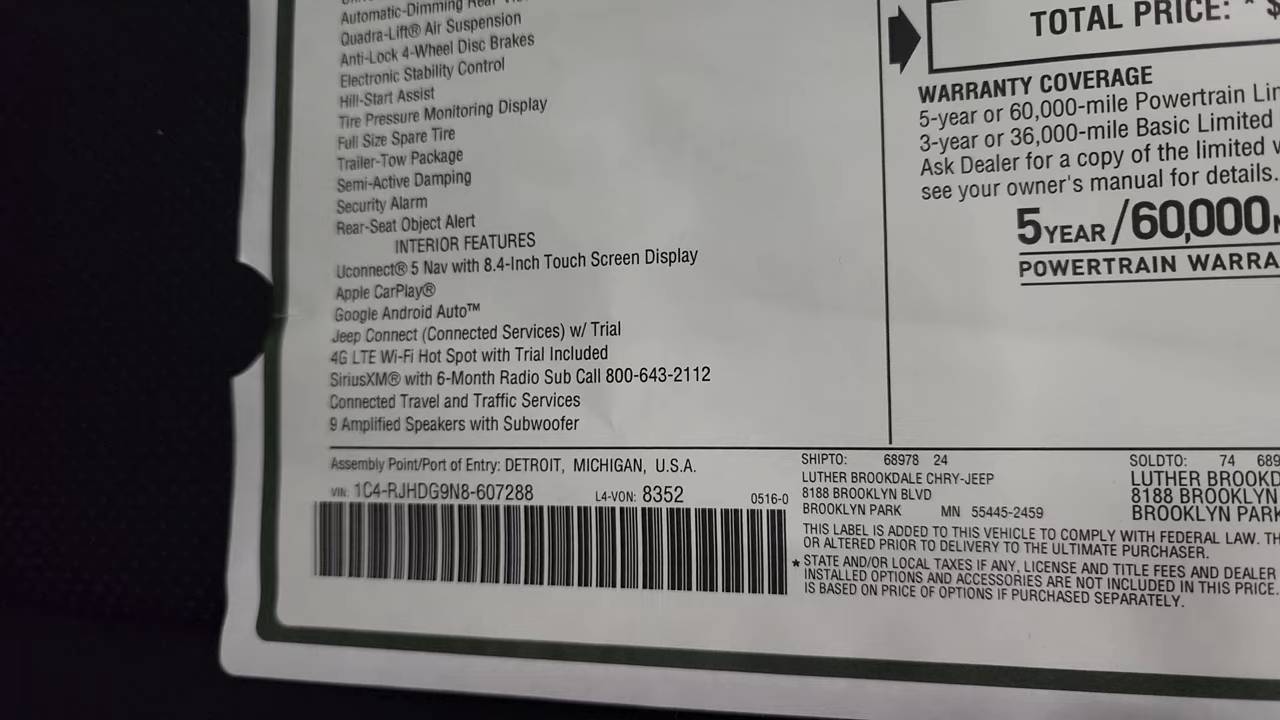 Automatic-Dimming Rear
Quadra-Lift® Air Suspension
Anti-Lock 4-Wheel Disc Brakes
Electronic Stability Control
Hill-Start Assist
Tire Pressure Monitoring Display
Full Size Spare Tire
Trailer-Tow Package
Semi-Active Damping
Security Alarm
Rear-Seat Object Alert
INTERIOR FEATURES
Uconnect® 5 Nav with 8.4-Inch Touch Screen Display
Apple CarPlay®
Google Android Auto™
Jeep Connect (Connected Services) w/ Trial
4G LTE Wi-Fi Hot Spot with Trial Included
SiriusXM® with 6-Month Radio Sub Call 800-643-2112
Connected Travel and Traffic Services
9 Amplified Speakers with Subwoofer
TOTAL PRICE: * $
WARRANTY COVERAGE
5-year or 60,000-mile Powertrain
3-year or 36,000-mile Basic Limited
Ask Dealer for a copy of the limited
see your owner's manual for details.
5 YEAR/60,000
POWERTRAIN WARRA
Assembly Point/Port of Entry: DETROIT, MICHIGAN, U.S.A.
VIN: 1C4-RJHDG9N8-607288 L4-VON: 8352 0516-0
SHIPTO: 68978 24
LUTHER BROOKDALE CHRY-JEEP
8188 BROOKLYN BLVD
BROOKLYN PARK MN 55445-2459
SOLDTO: 74 689
LUTHER BROOKD
8188 BROOKLYN
BROOKLYN PARK
THIS LABEL IS ADDED TO THIS VEHICLE TO COMPLY WITH FEDERAL LAW. TH
OR ALTERED PRIOR TO DELIVERY TO THE ULTIMATE PURCHASER.
* STATE AND/OR LOCAL TAXES IF ANY, LICENSE AND TITLE FEES AND DEALER
INSTALLED OPTIONS AND ACCESSORIES ARE NOT INCLUDED IN THIS PRICE.
IS BASED ON PRICE OF OPTIONS IF PURCHASED SEPARATELY.